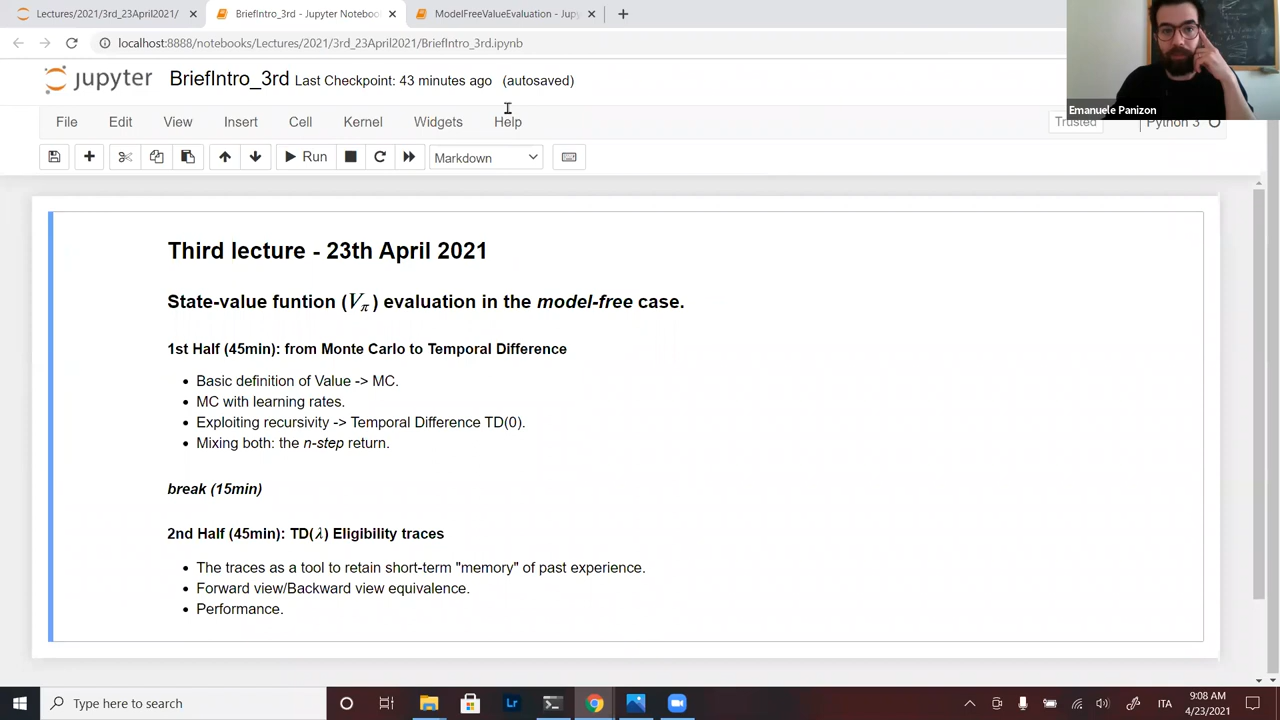 Lectures/2021/3rd_23April2021/
BriefIntro_3rd - Jupyter Notebook
ModelFreeValueEvaluation - Jupy
localhost:8888/notebooks/Lectures/2021/3rd_23April2021/BriefIntro_3rd.ipynb
jupyter BriefIntro_3rd Last Checkpoint: 43 minutes ago (autosaved)
Emanuele Panizon
File Edit View Insert Cell Kernel Widgets Help
Trusted Python 3
Run Markdown
Third lecture - 23th April 2021
State-value funtion (Vπ) evaluation in the model-free case.
1st Half (45min): from Monte Carlo to Temporal Difference
• Basic definition of Value -> MC.
• MC with learning rates.
• Exploiting recursivity -> Temporal Difference TD(0).
• Mixing both: the n-step return.
break (15min)
2nd Half (45min): TD(λ) Eligibility traces
• The traces as a tool to retain short-term "memory" of past experience.
• Forward view/Backward view equivalence.
• Performance.
Type here to search
Lr
ITA
9:08 AM
4/23/2021